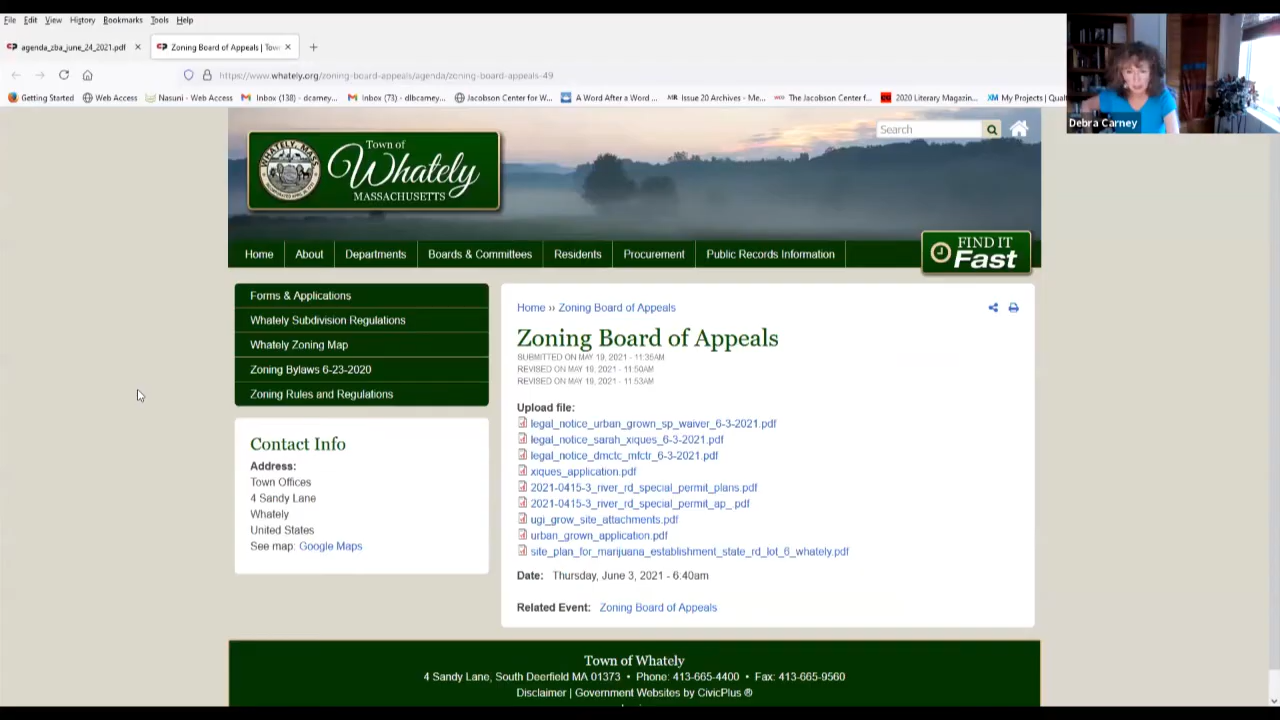 File Edit View History Bookmarks Tools Help
agenda_zba_june_24_2021.pdf
Zoning Board of Appeals | Tow
https://www.whately.org/zoning-board-appeals/agenda/zoning-board-appeals-49
Getting Started Web Access Nasuni - Web Access Inbox (138) - dcarney... Inbox (73) - dlbcarney... Jacobson Center for W... A Word After a Word ... Issue 20 Archives - Me... The Jacobson Center f... 2020 Literary Magazin... My Projects | Qual
Debra Carney
Search
WHATELY, MASS
Town of
Whately
MASSACHUSETTS
Home About Departments Boards & Committees Residents Procurement Public Records Information
FIND IT
Fast
Forms & Applications
Whately Subdivision Regulations
Whately Zoning Map
Zoning Bylaws 6-23-2020
Zoning Rules and Regulations
Contact Info
Address:
Town Offices
4 Sandy Lane
Whately
United States
See map: Google Maps
Home ›› Zoning Board of Appeals
Zoning Board of Appeals
SUBMITTED ON MAY 19, 2021 - 11:35AM
REVISED ON MAY 19, 2021 - 11:50AM
REVISED ON MAY 19, 2021 - 11:53AM
Upload file:
legal_notice_urban_grown_sp_waiver_6-3-2021.pdf
legal_notice_sarah_xiques_6-3-2021.pdf
legal_notice_dmctc_mfctr_6-3-2021.pdf
xiques_application.pdf
2021-0415-3_river_rd_special_permit_plans.pdf
2021-0415-3_river_rd_special_permit_ap_.pdf
ugi_grow_site_attachments.pdf
urban_grown_application.pdf
site_plan_for_marijuana_establishment_state_rd_lot_6_whately.pdf
Date: Thursday, June 3, 2021 - 6:40am
Related Event: Zoning Board of Appeals
Town of Whately
4 Sandy Lane, South Deerfield MA 01373 • Phone: 413-665-4400 • Fax: 413-665-9560
Disclaimer | Government Websites by CivicPlus ®